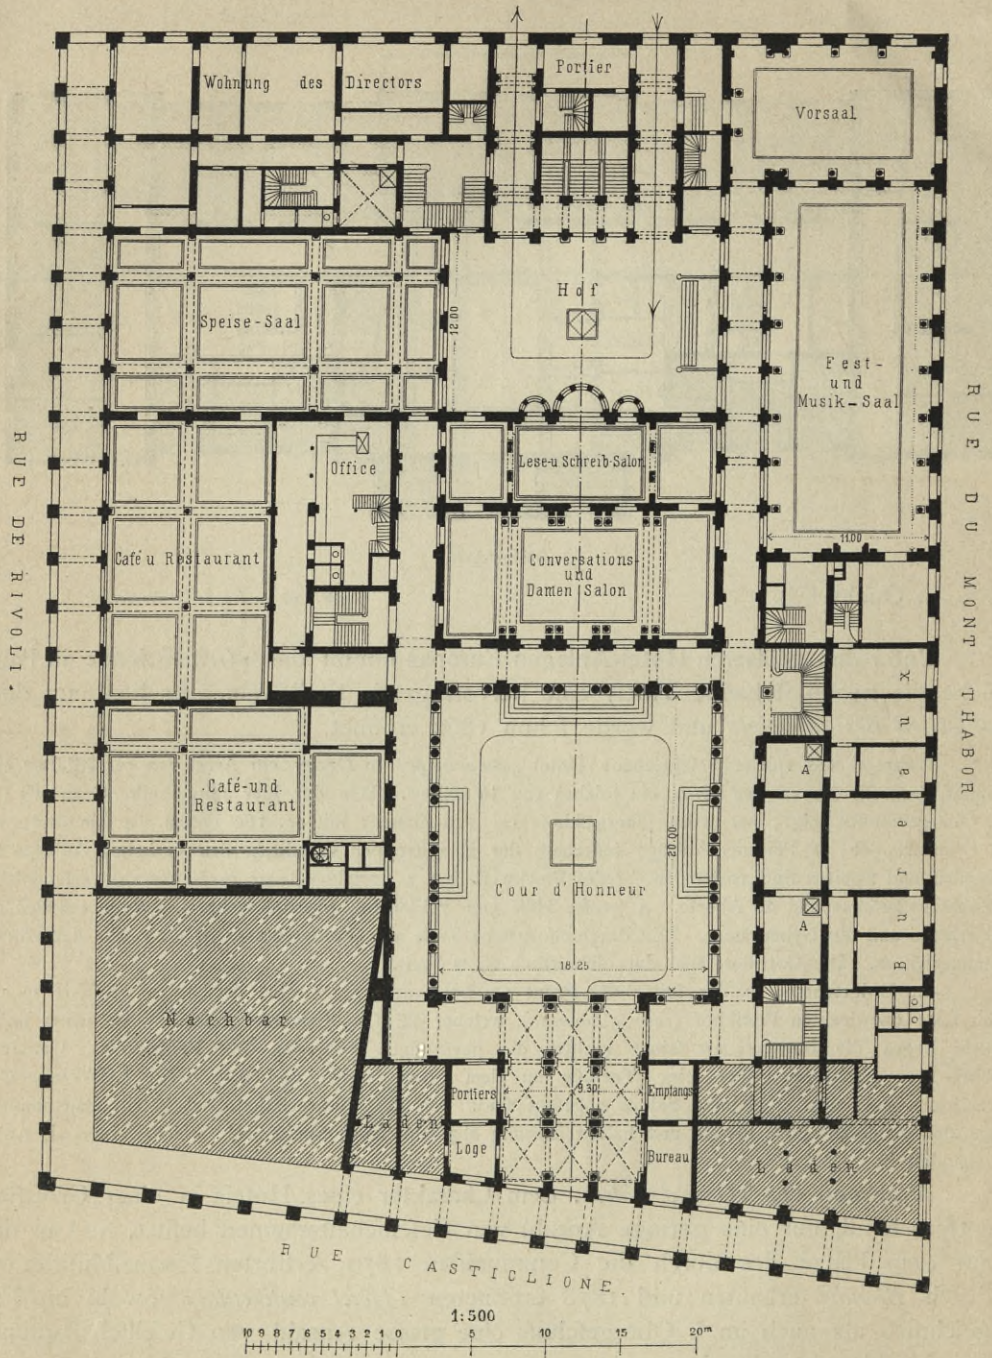 Wohnung des Directors
Portier
Vorsaal
Hof
12.00
Speise-Saal
Fest-
und
Musik-Saal
11.00
RUE DE RIVOLI.
RUE DU MONT THABOR
Office
Lese-u Schreib-Salon
Café u Restaurant
Conversations-
und
Damen Salon
Café-und
Restaurant
A
A
Bureaux
20.00
Cour d'Honneur
18.25
Nachbar
Laden
Portiers
Loge
9.30
Empfangs
Bureau
Laden
RUE CASTIGLIONE.
1:500
10 9 8 7 6 5 4 3 2 1 0 5 10 15 20m